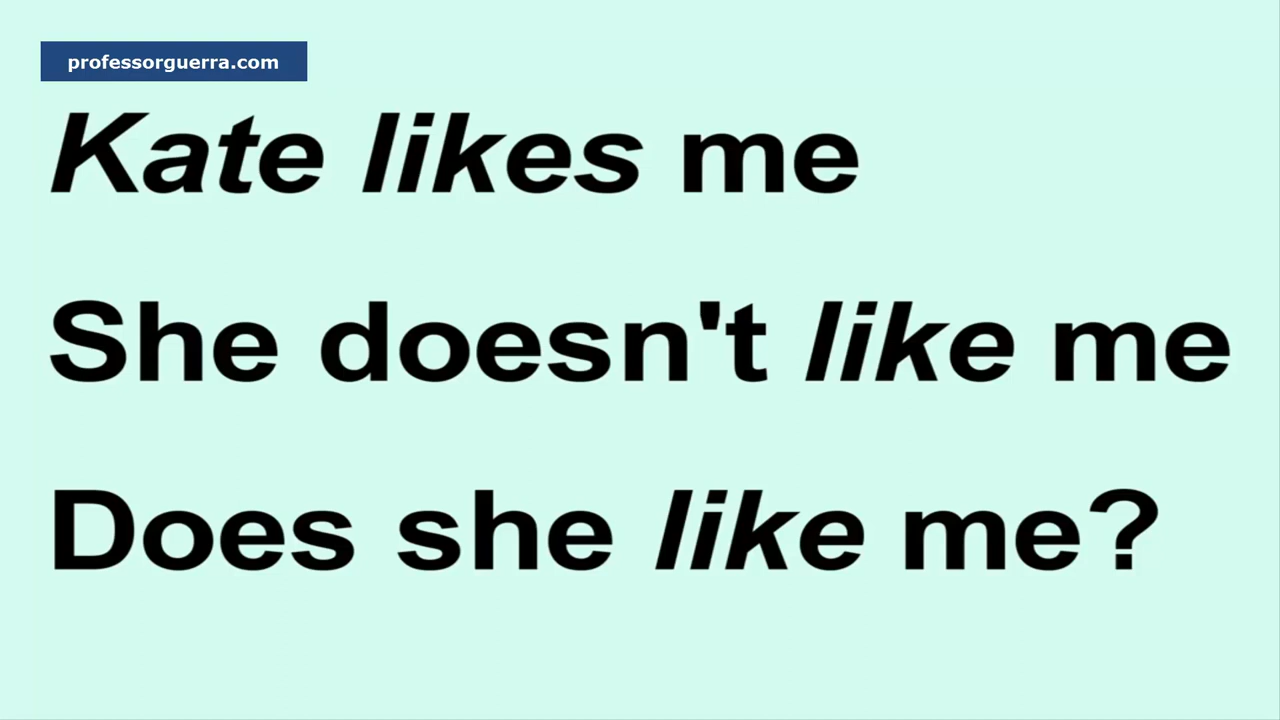 professorguerra.com
Kate likes me
She doesn't like me
Does she like me?